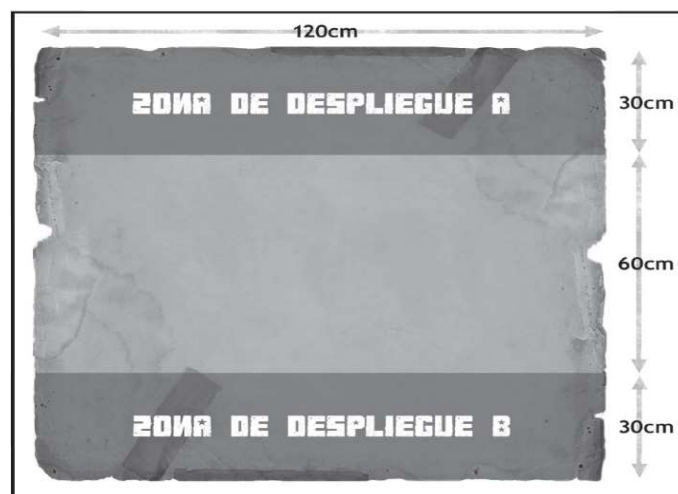 120cm
ZONA DE DESPLIEGUE A
30cm
60cm
ZONA DE DESPLIEGUE B
30cm